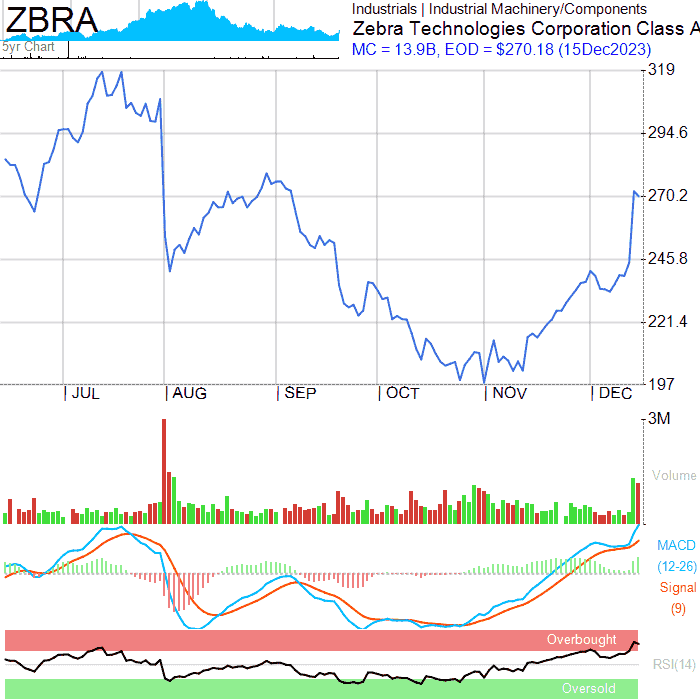 ZBRA
5yr Chart
Industrials | Industrial Machinery/Components
Zebra Technologies Corporation Class A
MC = 13.9B, EOD = $270.18 (15Dec2023)
319
294.6
270.2
245.8
221.4
197
JUL AUG SEP OCT NOV DEC
3M
Volume
MACD
(12-26)
Signal
(9)
Overbought
RSI(14)
Oversold